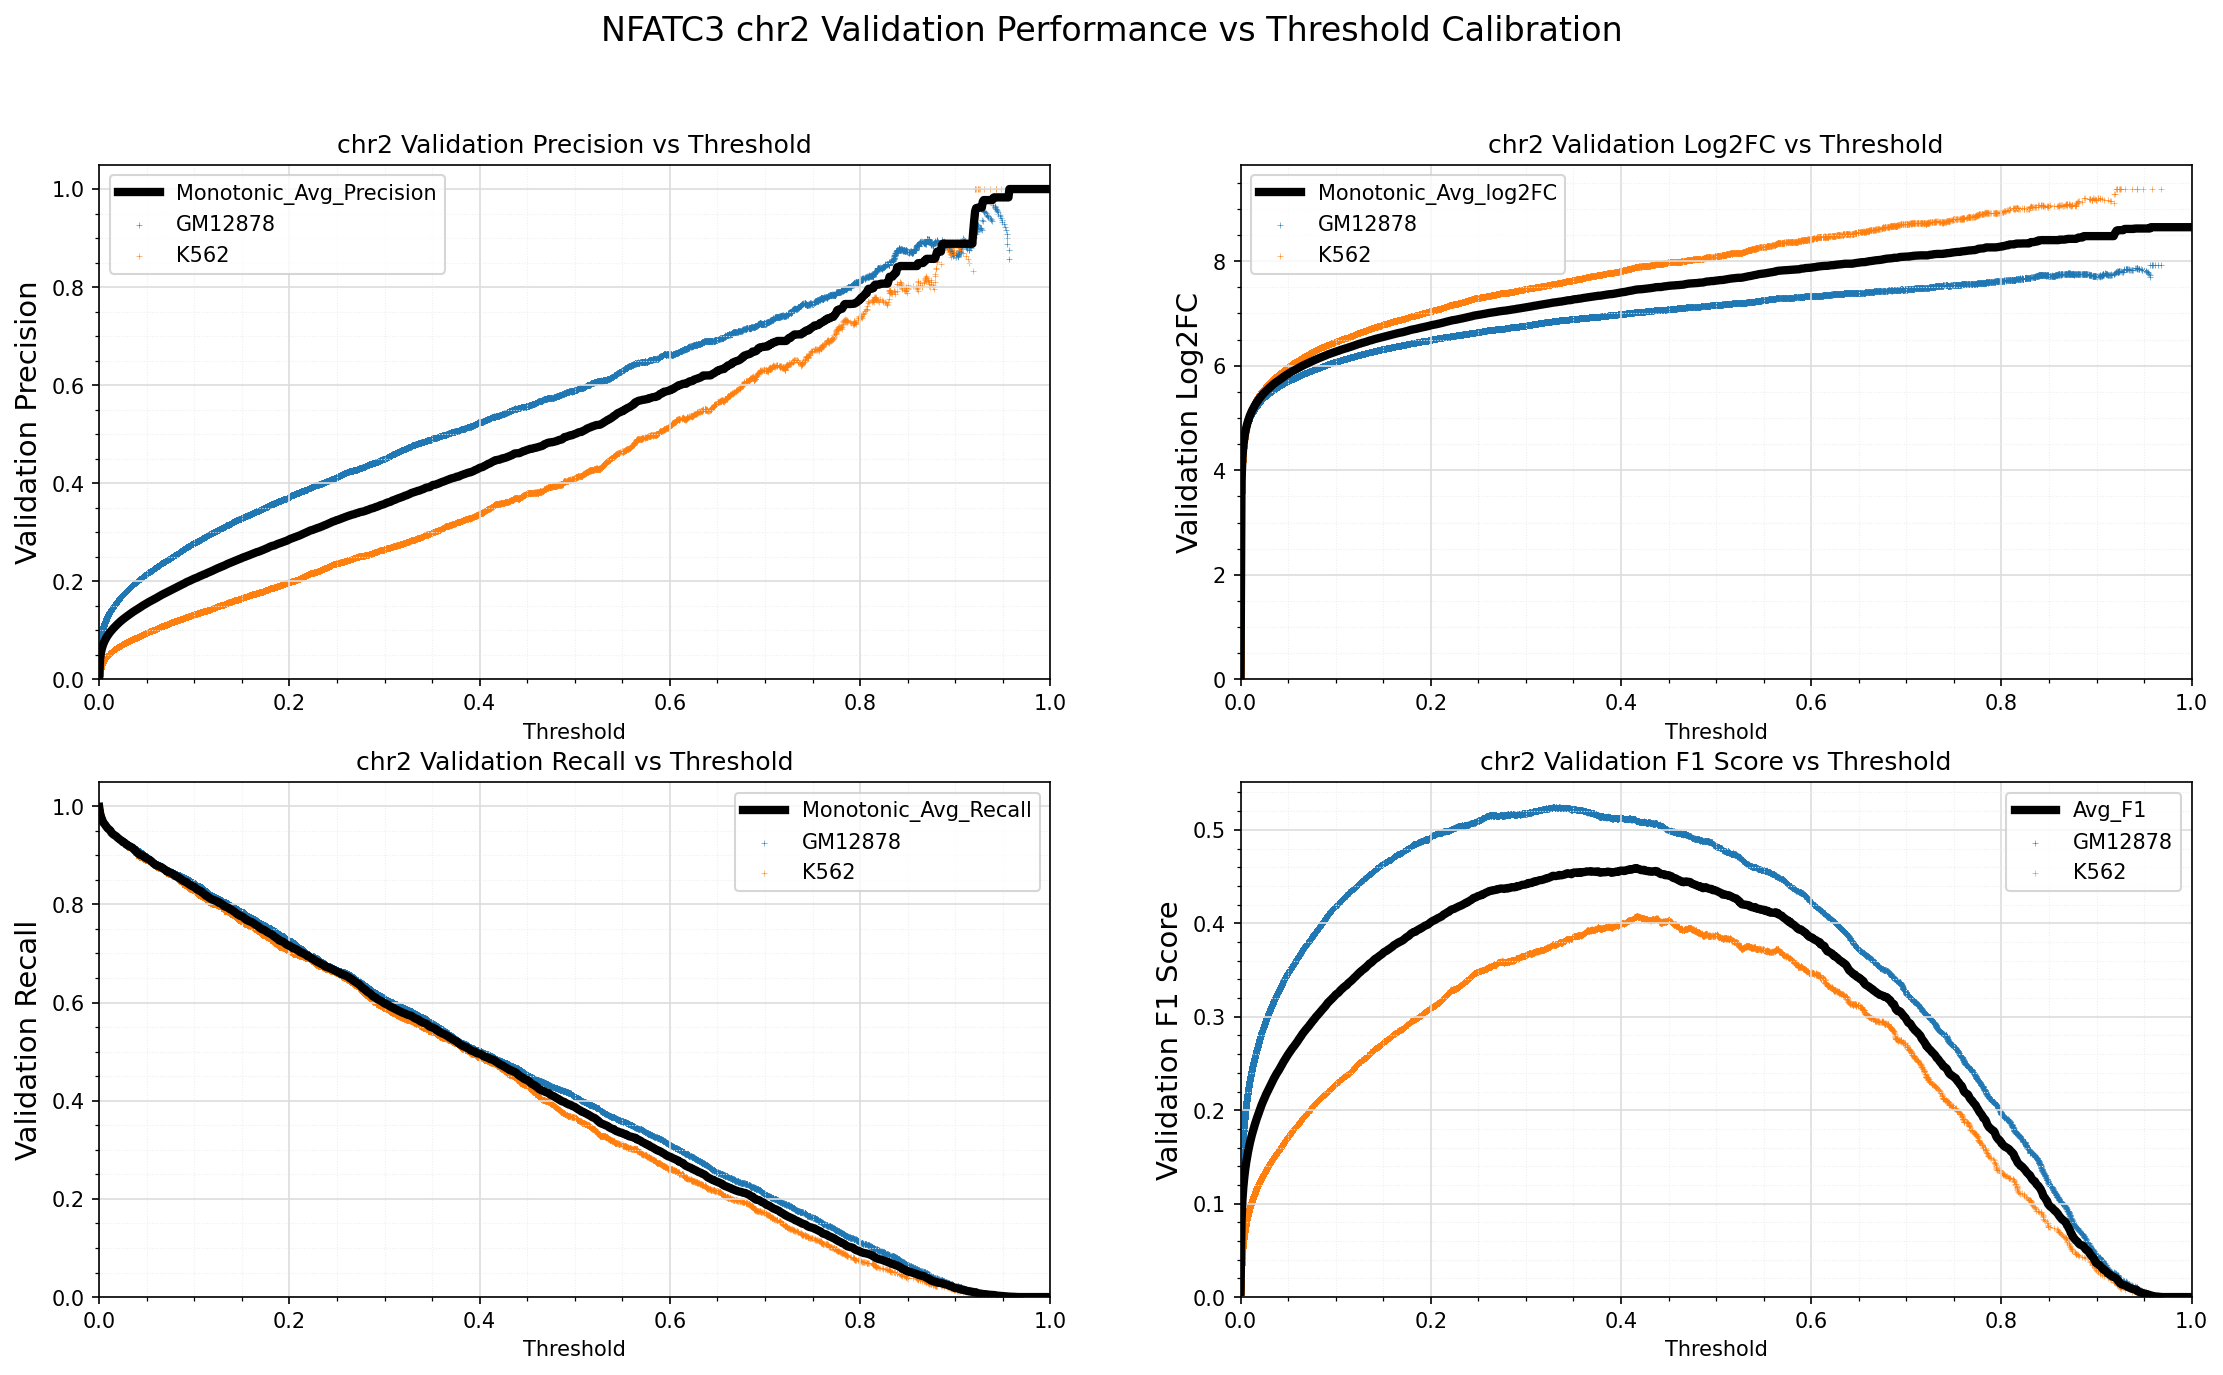 NFATC3 chr2 Validation Performance vs Threshold Calibration
chr2 Validation Precision vs Threshold
Validation Precision
1.0
0.8
0.6
0.4
0.2
0.0
Monotonic_Avg_Precision
GM12878
K562
0.0 0.2 0.4 0.6 0.8 1.0
Threshold
chr2 Validation Log2FC vs Threshold
Validation Log2FC
8
6
4
2
0
Monotonic_Avg_log2FC
GM12878
K562
0.0 0.2 0.4 0.6 0.8 1.0
Threshold
chr2 Validation Recall vs Threshold
Validation Recall
1.0
0.8
0.6
0.4
0.2
0.0
Monotonic_Avg_Recall
GM12878
K562
0.0 0.2 0.4 0.6 0.8 1.0
Threshold
chr2 Validation F1 Score vs Threshold
Validation F1 Score
0.5
0.4
0.3
0.2
0.1
0.0
Avg_F1
GM12878
K562
0.0 0.2 0.4 0.6 0.8 1.0
Threshold